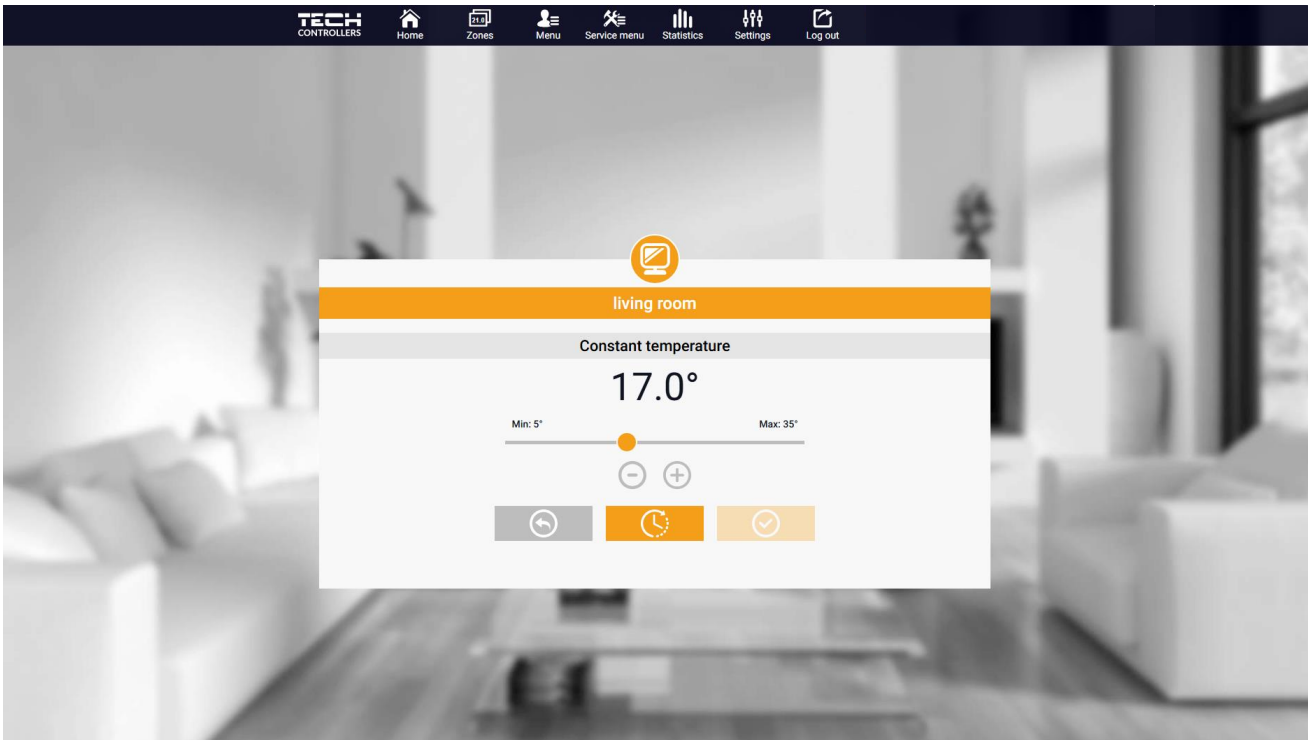 TECH
CONTROLLERS
Home
21.0
Zones
Menu
Service menu
Statistics
Settings
Log out
living room
Constant temperature
17.0°
Min: 5°
Max: 35°